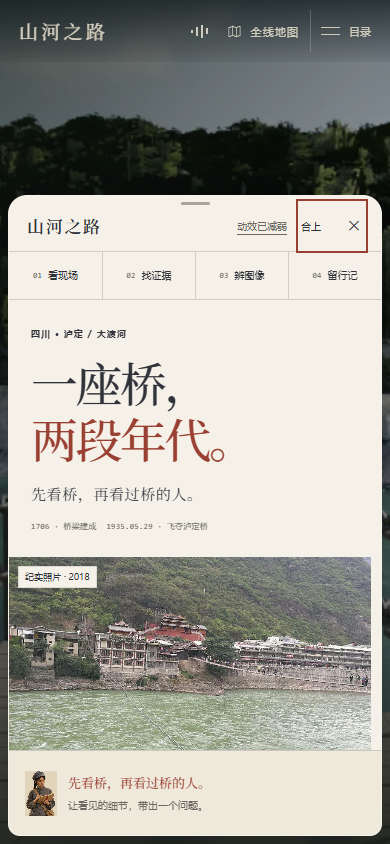 山河之路
全线地图
目录
山河之路
动效已减弱
合上
01 看现场
02 找证据
03 辨图像
04 留行记
四川 • 泸定 / 大渡河
一座桥，
两段年代。
先看桥，再看过桥的人。
1706 · 桥梁建成 1935.05.29 · 飞夺泸定桥
纪实照片 · 2018
先看桥，再看过桥的人。
让看见的细节，带出一个问题。